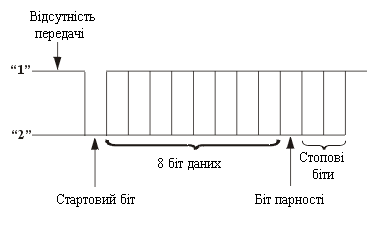 Відсутність
передачі
“1”
“2”
8 біт даних
Стопові
біти
Стартовий біт
Біт парності